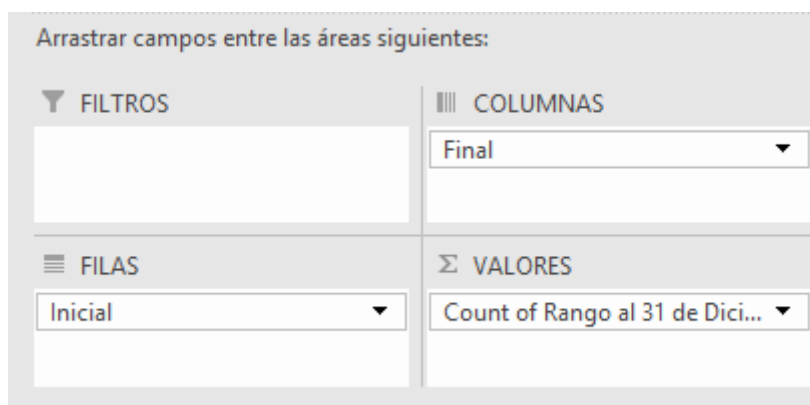 Arrastrar campos entre las áreas siguientes:
FILTROS
COLUMNAS
Final
FILAS
Σ VALORES
Inicial
Count of Rango al 31 de Dici...